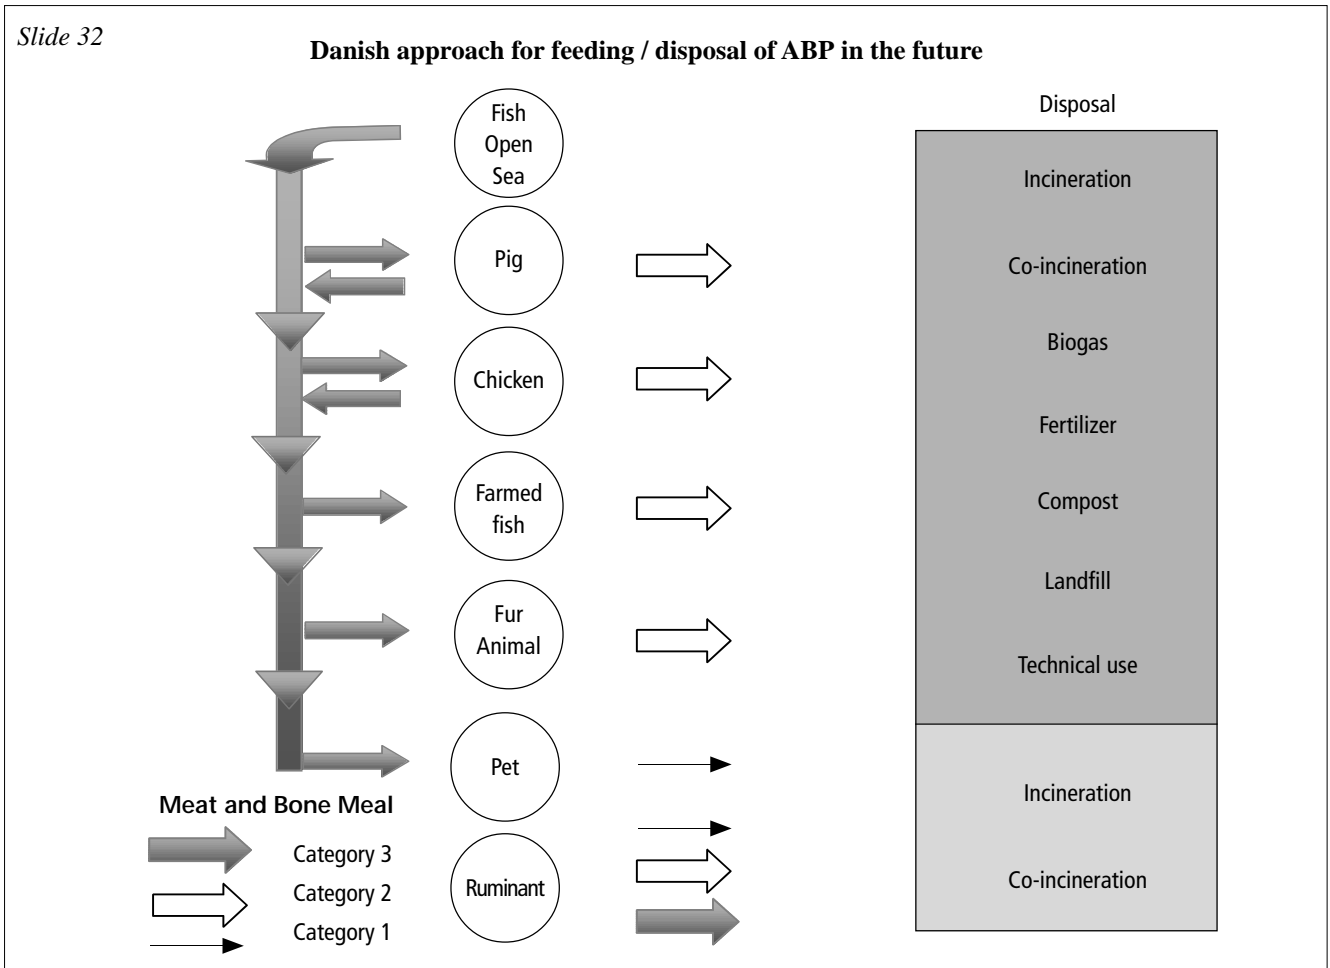 Slide 32
Danish approach for feeding / disposal of ABP in the future
Fish
Open
Sea
Pig
Chicken
Farmed
fish
Fur
Animal
Pet
Ruminant
Disposal
Incineration
Co-incineration
Biogas
Fertilizer
Compost
Landfill
Technical use
Incineration
Co-incineration
Meat and Bone Meal
Category 3
Category 2
Category 1